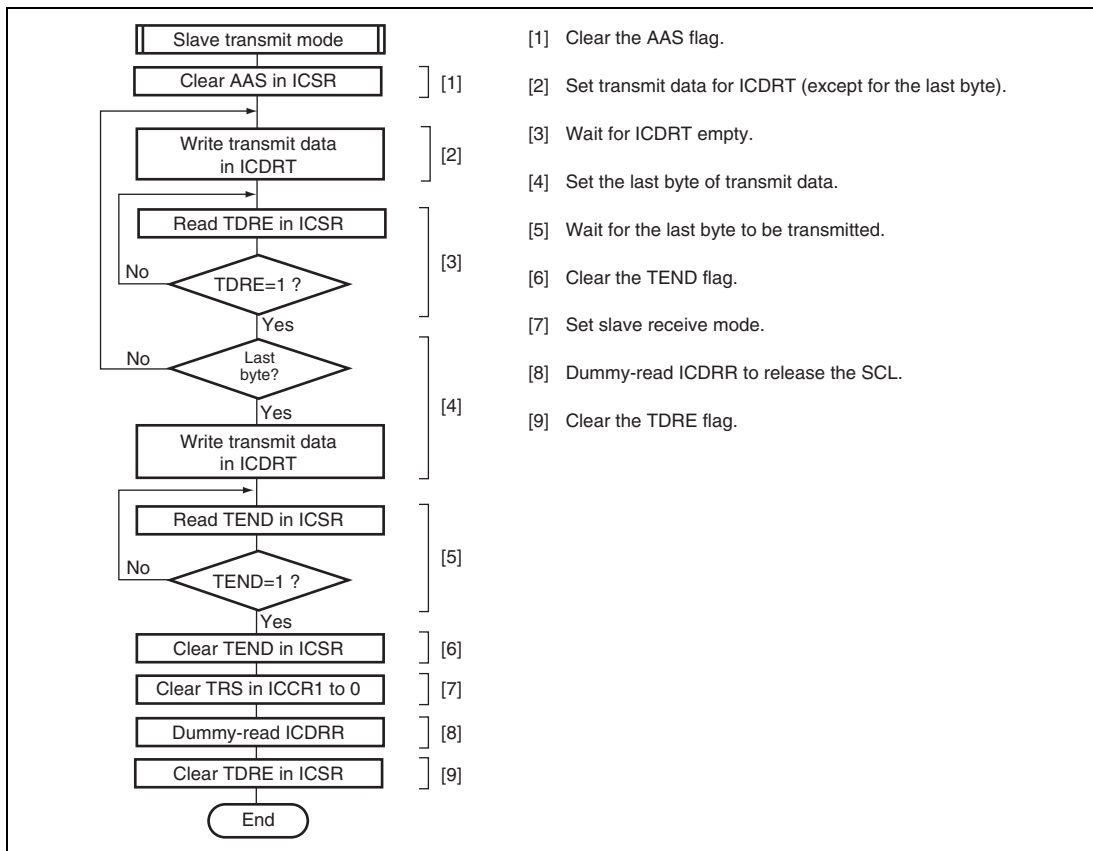 Slave transmit mode
Clear AAS in ICSR
[1]
Write transmit data
in ICDRT
[2]
Read TDRE in ICSR
No
TDRE=1 ?
[3]
Yes
No
Last
byte?
Yes
[4]
Write transmit data
in ICDRT
Read TEND in ICSR
No
TEND=1 ?
[5]
Yes
Clear TEND in ICSR
[6]
Clear TRS in ICCR1 to 0
[7]
Dummy-read ICDRR
[8]
Clear TDRE in ICSR
[9]
End
[1] Clear the AAS flag.
[2] Set transmit data for ICDRT (except for the last byte).
[3] Wait for ICDRT empty.
[4] Set the last byte of transmit data.
[5] Wait for the last byte to be transmitted.
[6] Clear the TEND flag.
[7] Set slave receive mode.
[8] Dummy-read ICDRR to release the SCL.
[9] Clear the TDRE flag.